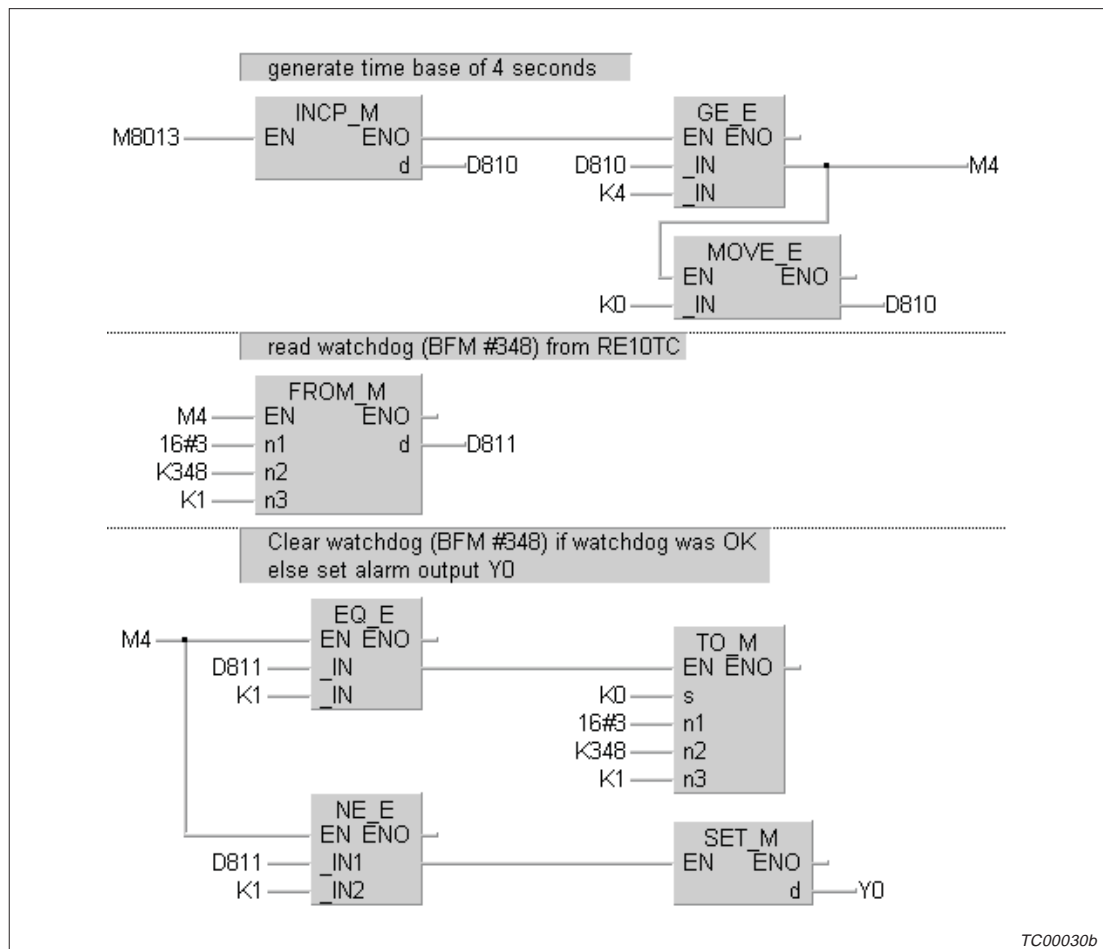 generate time base of 4 seconds
INCP_M
M8013
EN ENO
d
D810
GE_E
EN ENO
D810
_IN
M4
K4
_IN
MOVE_E
EN ENO
K0
_IN
D810
read watchdog (BFM #348) from RE10TC
FROM_M
M4
EN ENO
16#3
n1
d
D811
K348
n2
K1
n3
Clear watchdog (BFM #348) if watchdog was OK
else set alarm output Y0
M4
EQ_E
EN ENO
D811
_IN
K1
_IN
TO_M
EN ENO
K0
s
16#3
n1
K348
n2
K1
n3
NE_E
EN ENO
D811
_IN1
K1
_IN2
SET_M
EN ENO
d
Y0
TC00030b